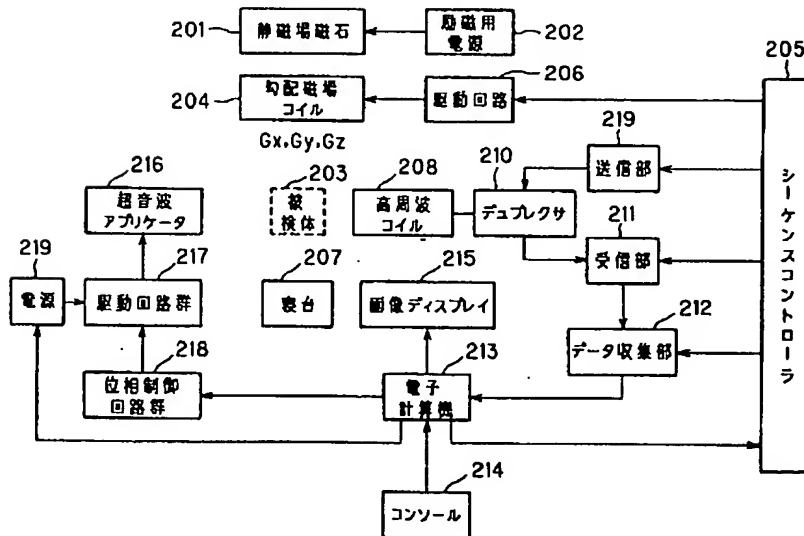 201
静磁場磁石
励磁用
電源
202
205
204
勾配磁場
コイル
206
駆動回路
Gx,Gy,Gz
219
送信部
216
超音波
アプリケータ
203
被
検体
208
高周波
コイル
210
デュプレクサ
211
受信部
シーケンスコントローラ
219
電源
217
駆動回路群
207
寝台
215
画像ディスプレイ
212
データ収集部
218
位相制御
回路群
213
電子
計算機
214
コンソール